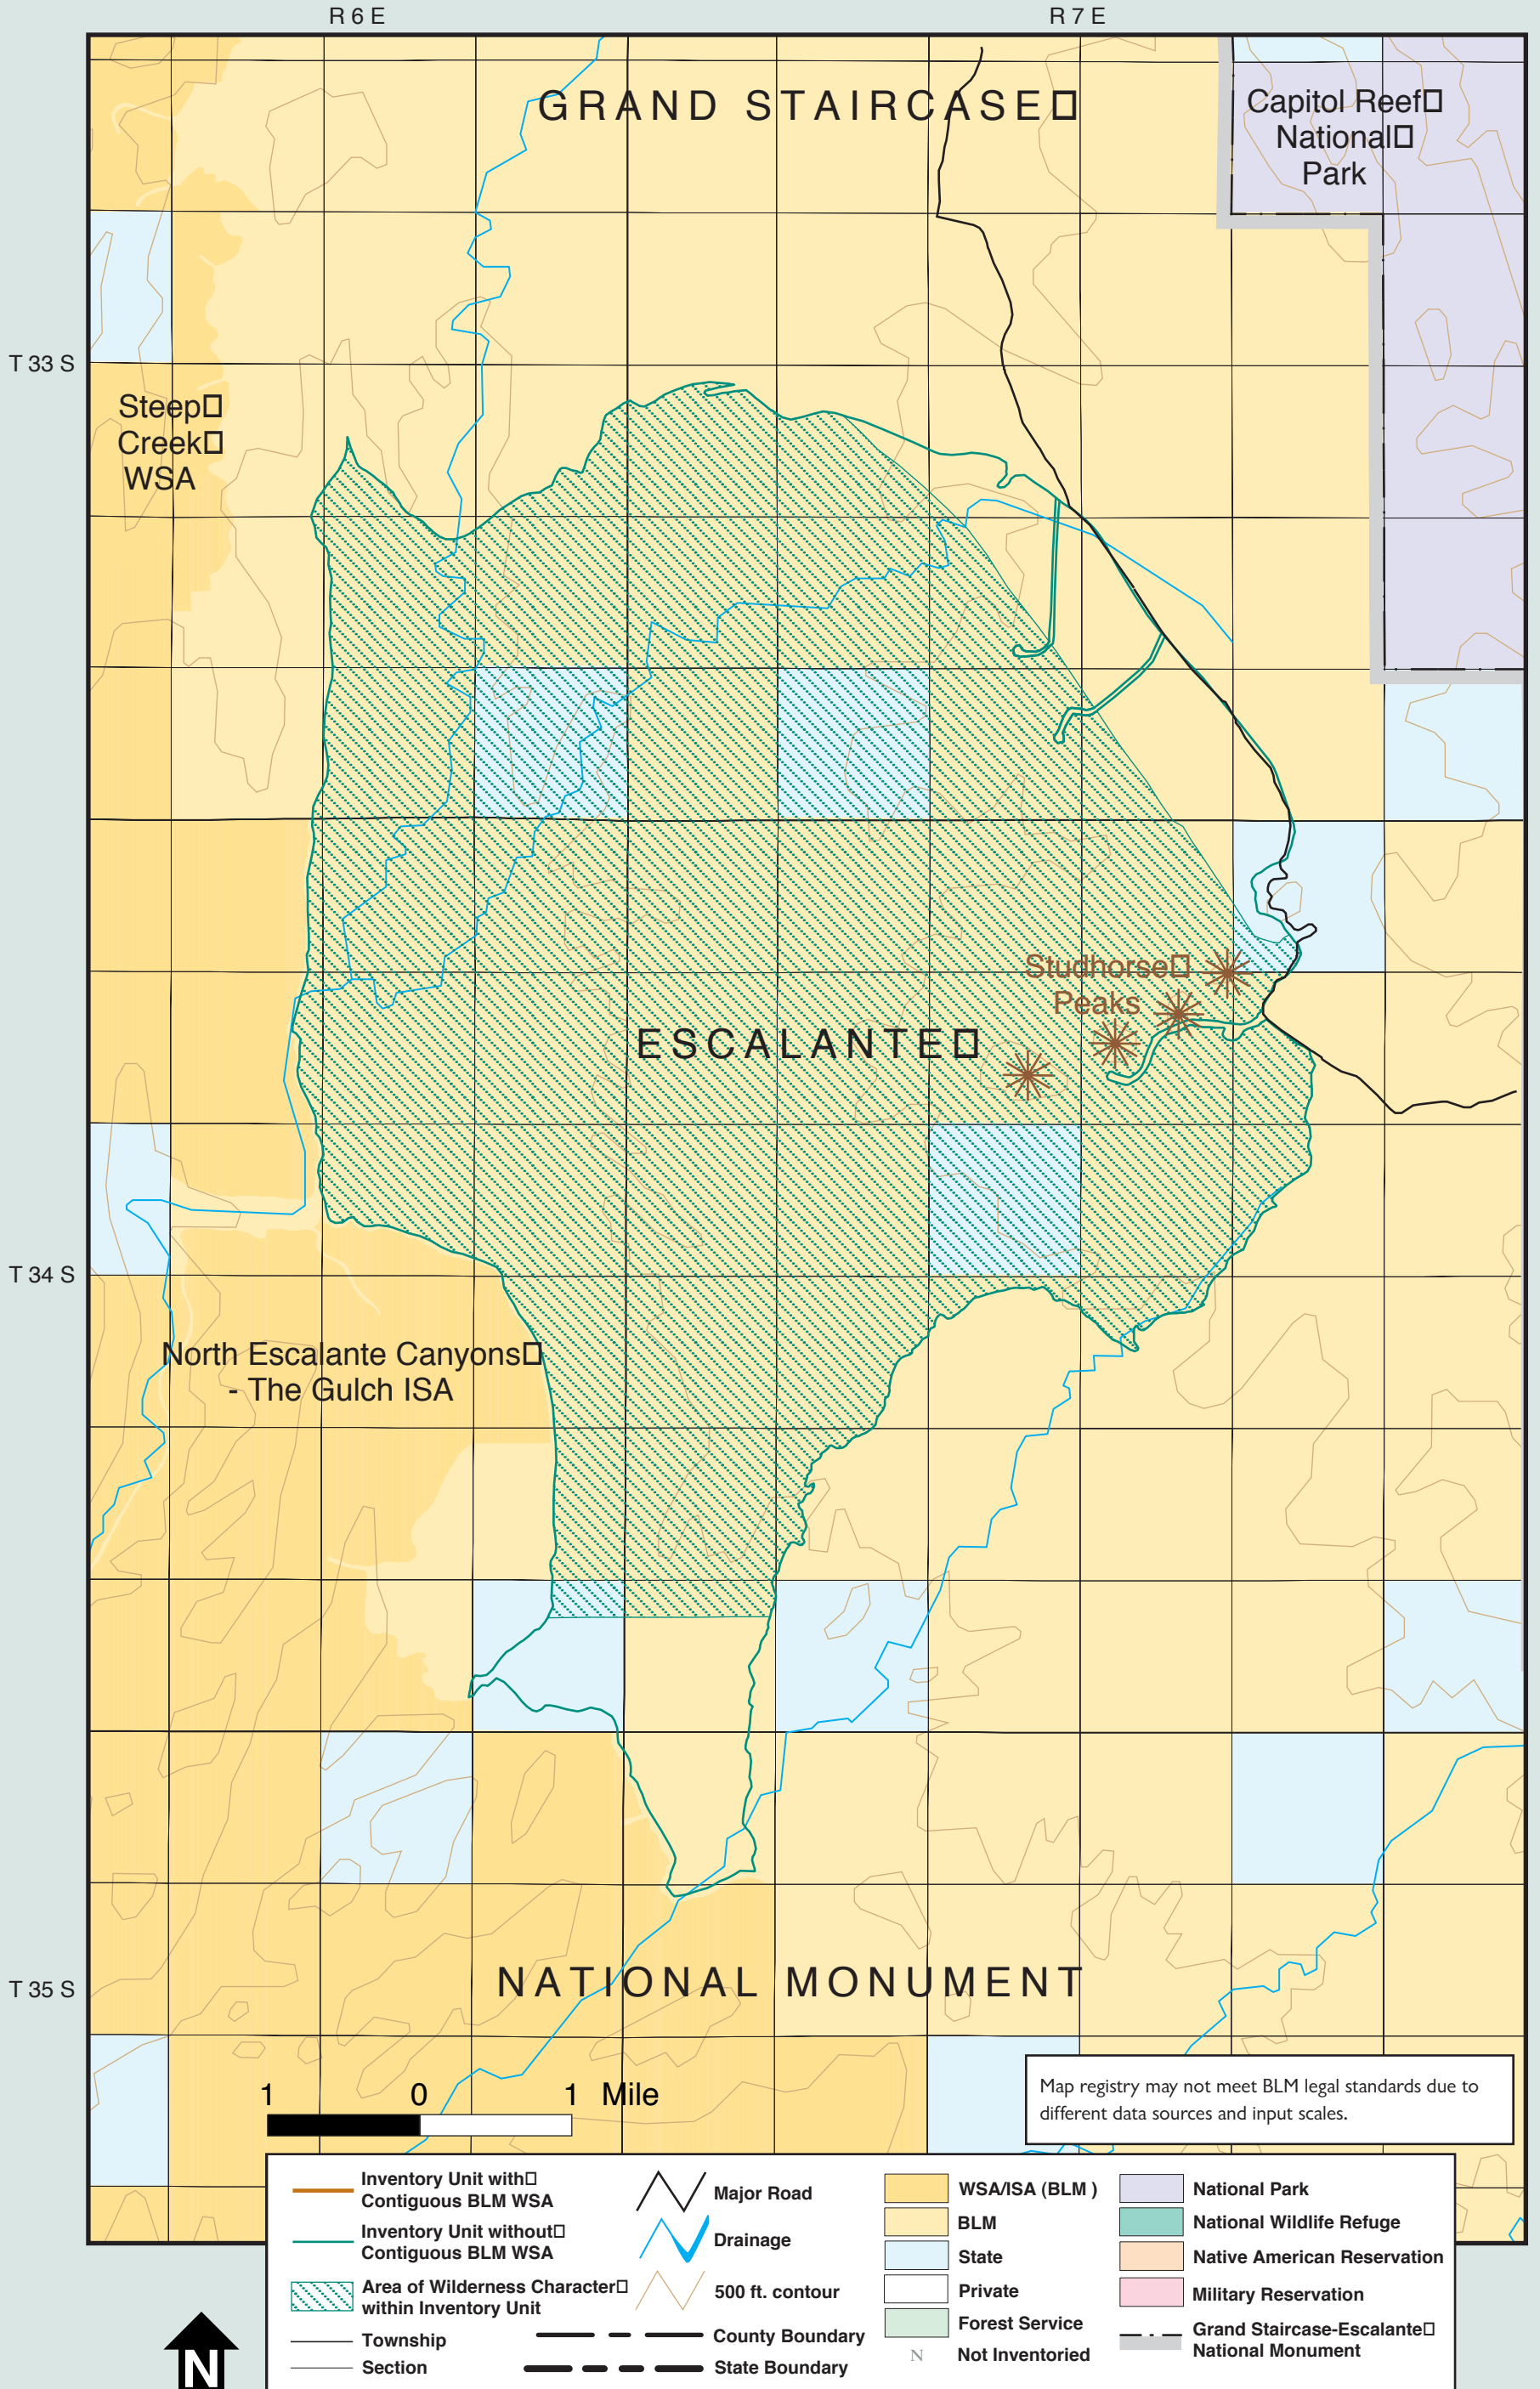 R 6 E
R 7 E
GRAND STAIRCASE□
Capitol Reef□
National□
Park
T 33 S
Steep□
Creek□
WSA
Studhorse□
Peaks
ESCALANTE□
T 34 S
North Escalante Canyons□
- The Gulch ISA
T 35 S
NATIONAL MONUMENT
1 0 1 Mile
Map registry may not meet BLM legal standards due to
different data sources and input scales.
Inventory Unit with□
Contiguous BLM WSA
Inventory Unit without□
Contiguous BLM WSA
Area of Wilderness Character□
within Inventory Unit
Township
Section
Major Road
Drainage
500 ft. contour
County Boundary
State Boundary
WSA/ISA (BLM )
BLM
State
Private
Forest Service
N Not Inventoried
National Park
National Wildlife Refuge
Native American Reservation
Military Reservation
Grand Staircase-Escalante□
National Monument
N